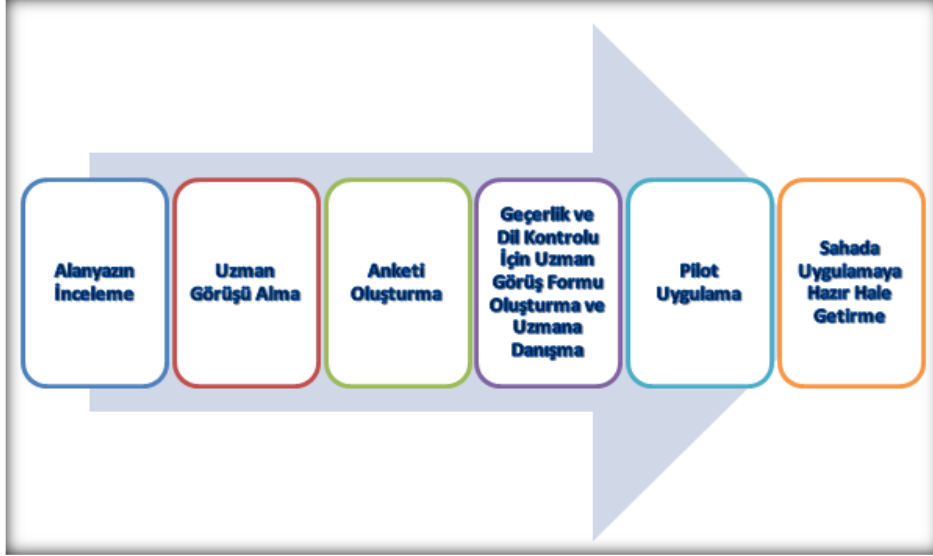 Alanyazın
İnceleme
Uzman
Görüşü Alma
Anketi
Oluşturma
Geçerlik ve
Dil Kontrolu
İçin Uzman
Görüş Formu
Oluşturma ve
Uzmana
Danışma
Pilot
Uygulama
Sahada
Uygulamaya
Hazır Hale
Getirme